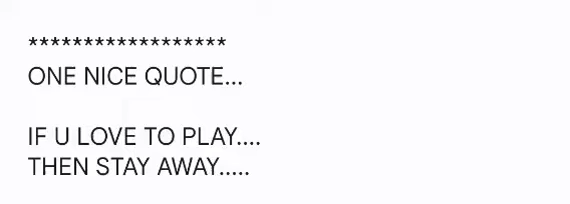 ******************
ONE NICE QUOTE...
IF U LOVE TO PLAY....
THEN STAY AWAY.....